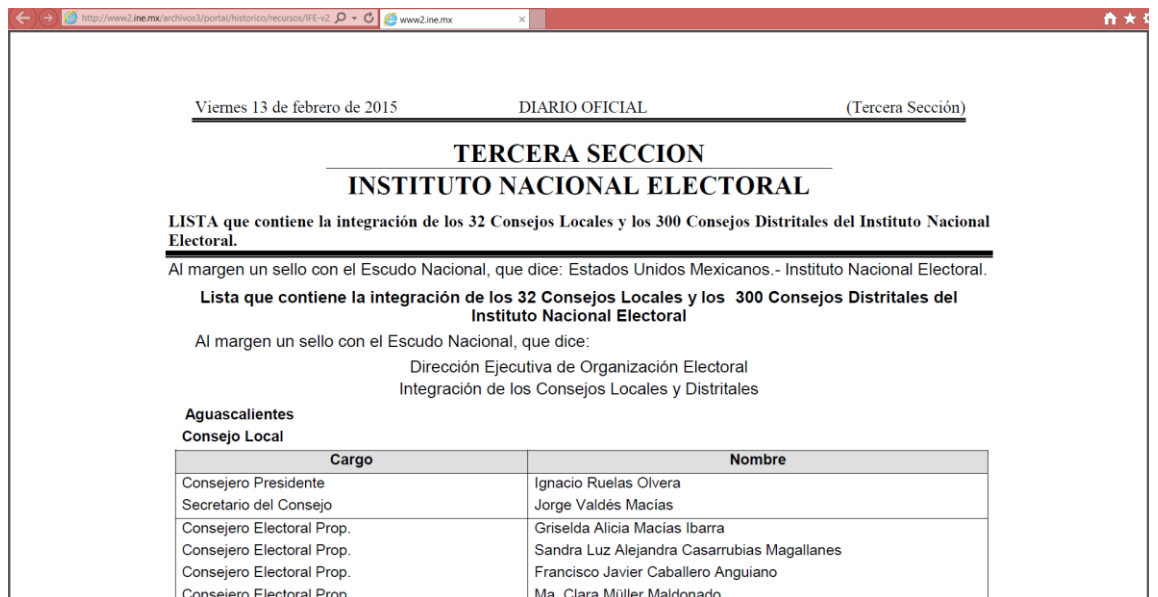 http://www2.ine.mx/archivos3/portal/historico/recursos/IFE-v2,
www2.ine.mx
Viernes 13 de febrero de 2015 DIARIO OFICIAL (Tercera Sección)
TERCERA SECCION
INSTITUTO NACIONAL ELECTORAL
LISTA que contiene la integración de los 32 Consejos Locales y los 300 Consejos Distritales del Instituto Nacional
Electoral.
Al margen un sello con el Escudo Nacional, que dice: Estados Unidos Mexicanos.- Instituto Nacional Electoral.
Lista que contiene la integración de los 32 Consejos Locales y los 300 Consejos Distritales del
Instituto Nacional Electoral
Al margen un sello con el Escudo Nacional, que dice:
Dirección Ejecutiva de Organización Electoral
Integración de los Consejos Locales y Distritales
Aguascalientes
Consejo Local
Cargo Nombre
Consejero Presidente Ignacio Ruelas Olvera
Secretario del Consejo Jorge Valdés Macías
Consejero Electoral Prop. Griselda Alicia Macías Ibarra
Consejero Electoral Prop. Sandra Luz Alejandra Casarrubias Magallanes
Consejero Electoral Prop. Francisco Javier Caballero Anguiano
Consejero Electoral Prop. Ma. Clara Müller Maldonado